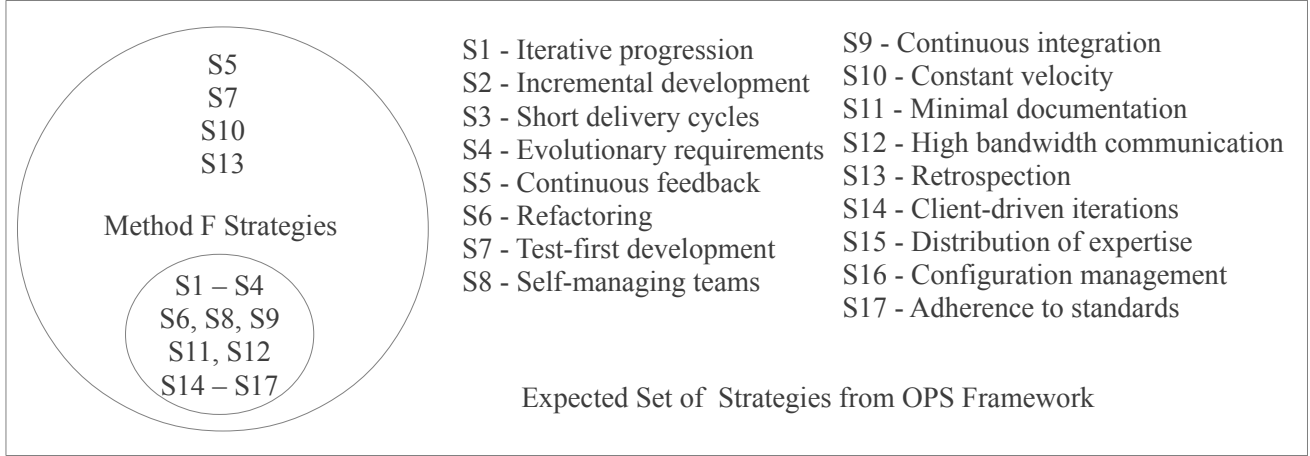 S5
S7
S10
S13
Method F Strategies
S1 – S4
S6, S8, S9
S11, S12
S14 – S17
S1 - Iterative progression
S2 - Incremental development
S3 - Short delivery cycles
S4 - Evolutionary requirements
S5 - Continuous feedback
S6 - Refactoring
S7 - Test-first development
S8 - Self-managing teams
S9 - Continuous integration
S10 - Constant velocity
S11 - Minimal documentation
S12 - High bandwidth communication
S13 - Retrospection
S14 - Client-driven iterations
S15 - Distribution of expertise
S16 - Configuration management
S17 - Adherence to standards
Expected Set of Strategies from OPS Framework